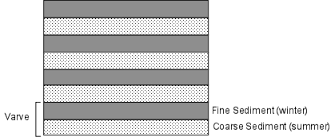 Fine Sediment (winter)
Varve
Coarse Sediment (summer)